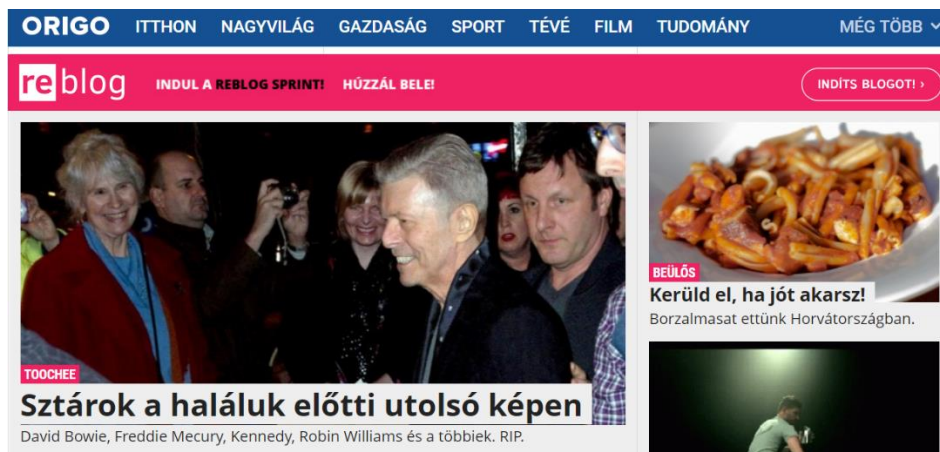 ORIGO ITTHON NAGYVILÁG GAZDASÁG SPORT TÉVÉ FILM TUDOMÁNY MÉG TÖBB
reblog INDUL A REBLOG SPRINT! HÚZZÁL BELE! INDÍTS BLOGOT! ›
TOOCHEE
Sztárok a haláluk előtti utolsó képen
David Bowie, Freddie Mecury, Kennedy, Robin Williams és a többiek. RIP.
BEÜLŐS
Kerüld el, ha jót akarsz!
Borzalmasat ettünk Horvátországban.